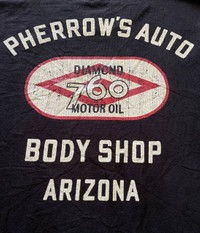 PHERROW'S AUTO
DIAMOND
760
MOTOR OIL
BODY SHOP
ARIZONA